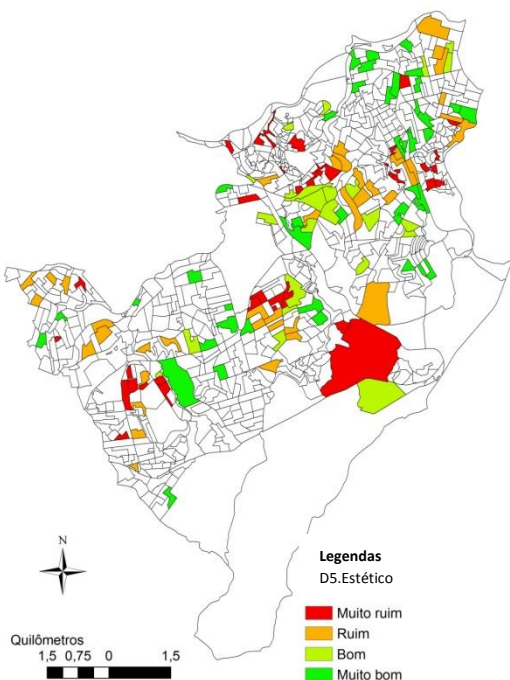 N
Quilômetros
1,5 0,75 0 1,5
Legendas
D5.Estético
Muito ruim
Ruim
Bom
Muito bom